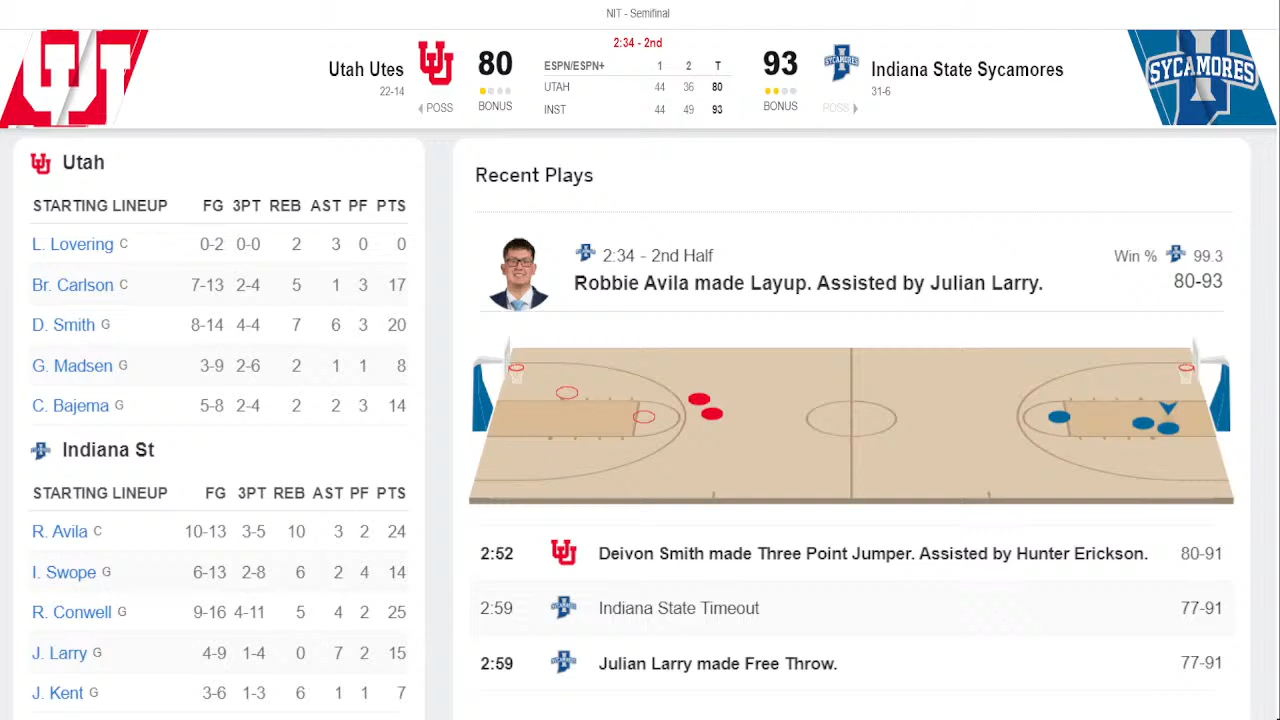 NIT - Semifinal
Utah Utes
22-14
POSS
80
BONUS
2:34 - 2nd
ESPN/ESPN+ 1 2 T
UTAH 44 36 80
INST 44 49 93
93
BONUS
POSS
SYCAMORES
Indiana State Sycamores
31-6
SYCAMORES
Utah
STARTING LINEUP FG 3PT REB AST PF PTS
L. Lovering C 0-2 0-0 2 3 0 0
Br. Carlson C 7-13 2-4 5 1 3 17
D. Smith G 8-14 4-4 7 6 3 20
G. Madsen G 3-9 2-6 2 1 1 8
C. Bajema G 5-8 2-4 2 2 3 14
Indiana St
STARTING LINEUP FG 3PT REB AST PF PTS
R. Avila C 10-13 3-5 10 3 2 24
I. Swope G 6-13 2-8 6 2 4 14
R. Conwell G 9-16 4-11 5 4 2 25
J. Larry G 4-9 1-4 0 7 2 15
J. Kent G 3-6 1-3 6 1 1 7
Recent Plays
2:34 - 2nd Half
Win % 99.3
Robbie Avila made Layup. Assisted by Julian Larry.
80-93
2:52 Deivon Smith made Three Point Jumper. Assisted by Hunter Erickson. 80-91
2:59 Indiana State Timeout 77-91
2:59 Julian Larry made Free Throw. 77-91